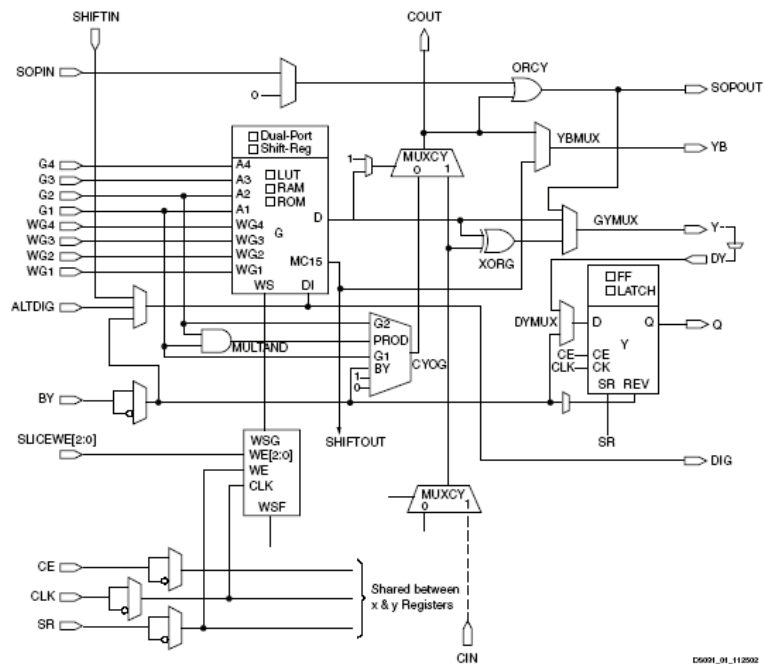 SHIFTIN
COUT
SOPIN
ORCY
SOPOUT
0
Dual-Port
Shift-Reg
YBMUX
YB
MUXCY
1
0 1
G4
A4
LUT
G3
A3
RAM
G2
A2
ROM
G1
A1
D
WG4
WG4
G
GYMUX
Y
WG3
WG3
WG2
WG2
MC15
XORG
DY
WG1
WG1
WS
DI
FF
LATCH
ALTDIG
DYMUX
D
Q
Q
Y
G2
PROD
MULTAND
G1
CYOG
BY
1
0
CE
CE
CLK
CK
SR
REV
BY
SHIFTOUT
SR
SLICEWE[2:0]
WSG
WE[2:0]
WE
CLK
WSF
DIG
MUXCY
0 1
CE
CLK
SR
Shared between
x & y Registers
CIN
DS091_01_112502